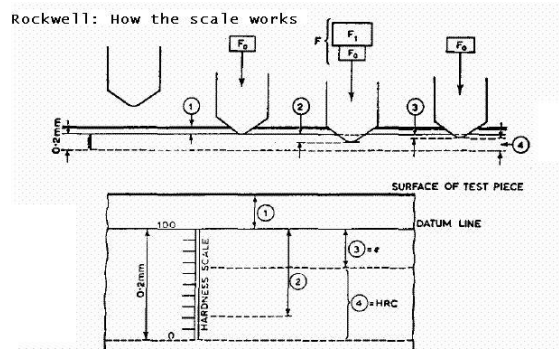 Rockwell: How the scale works
F₀
F
F₁
F₀
F₀
1
2
3
4
0·2mm
SURFACE OF TEST PIECE
1
100
DATUM LINE
0·2mm
HARDNESS SCALE
2
3 = e
4 = HRC
0